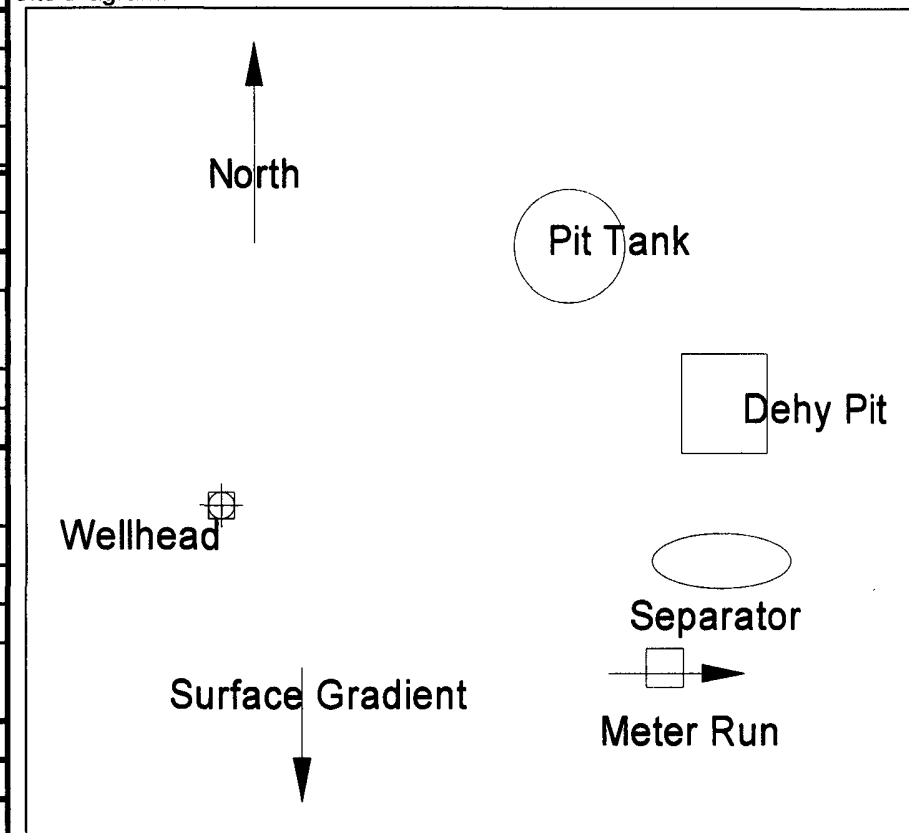 North
Pit Tank
Dehy Pit
Wellhead
Separator
Surface Gradient
Meter Run